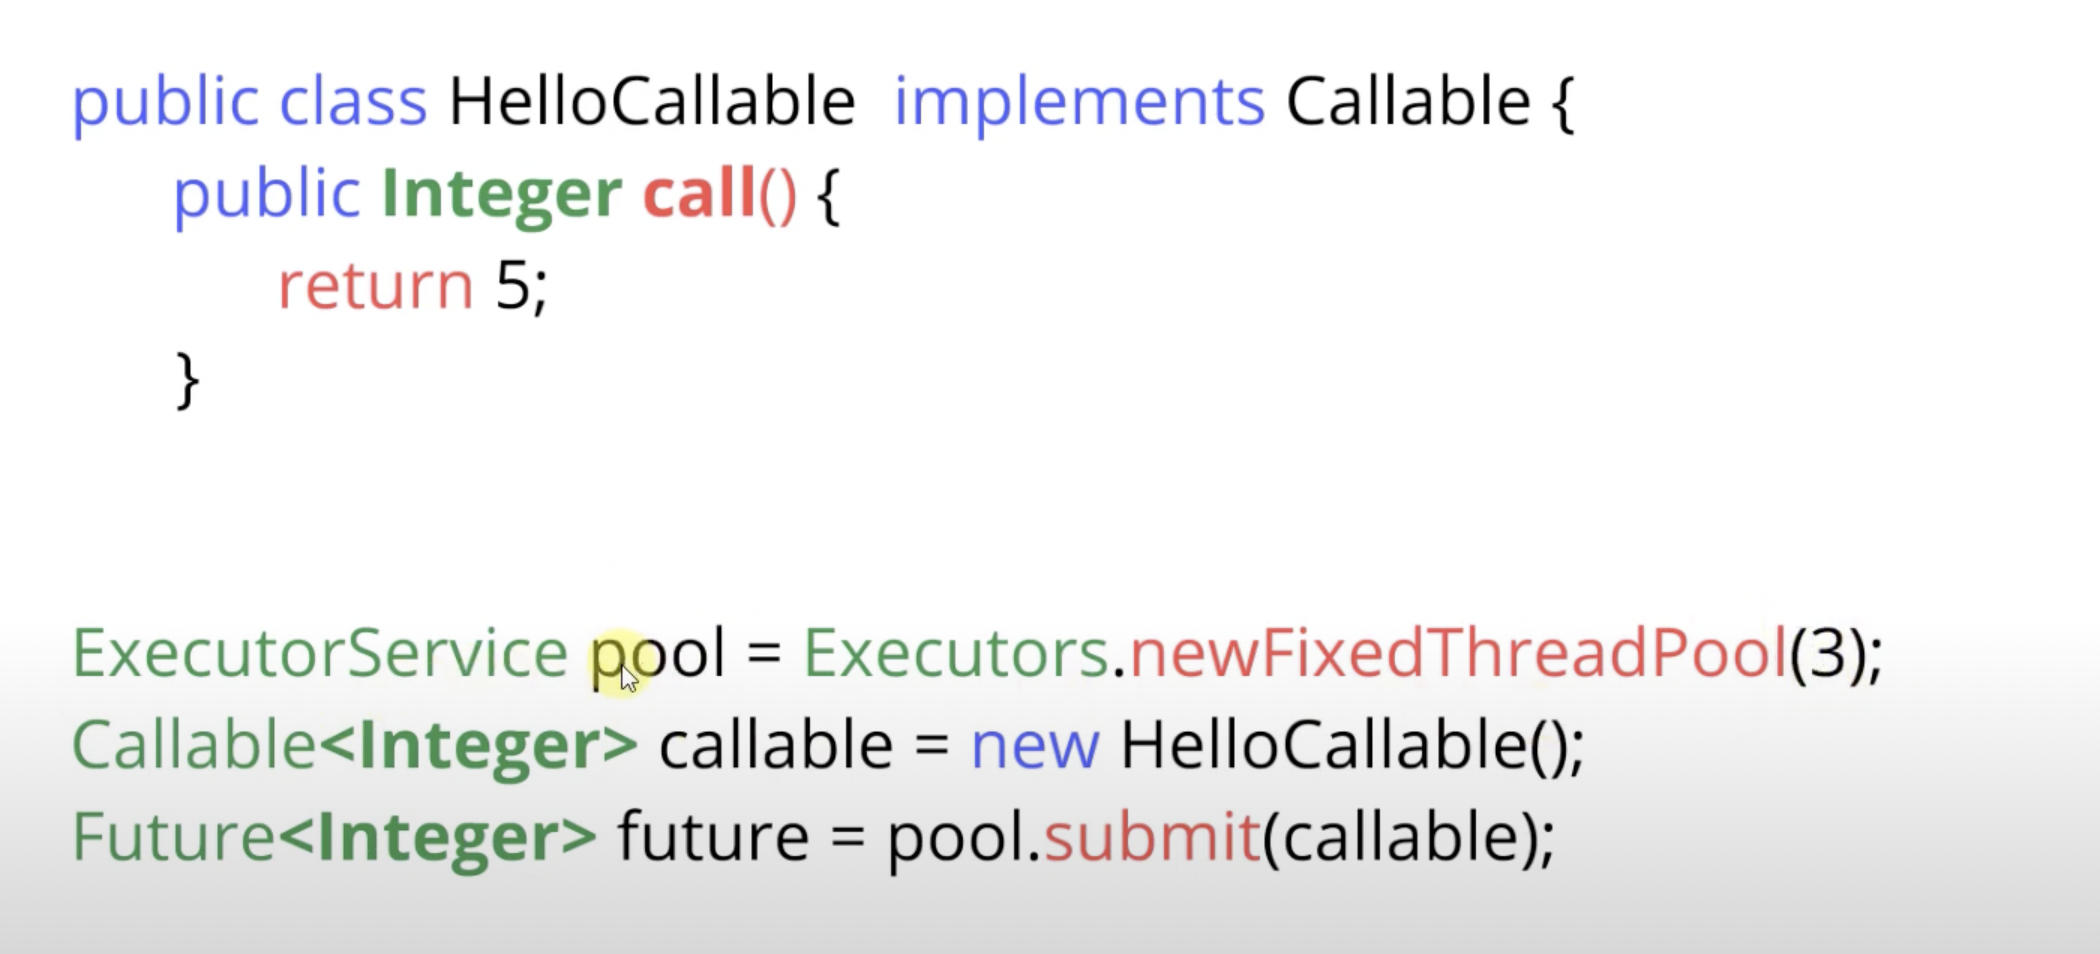 public class HelloCallable implements Callable {
public Integer call() {
return 5;
}
ExecutorService pool = Executors.newFixedThreadPool(3);
Callable<Integer> callable = new HelloCallable();
Future<Integer> future = pool.submit(callable);